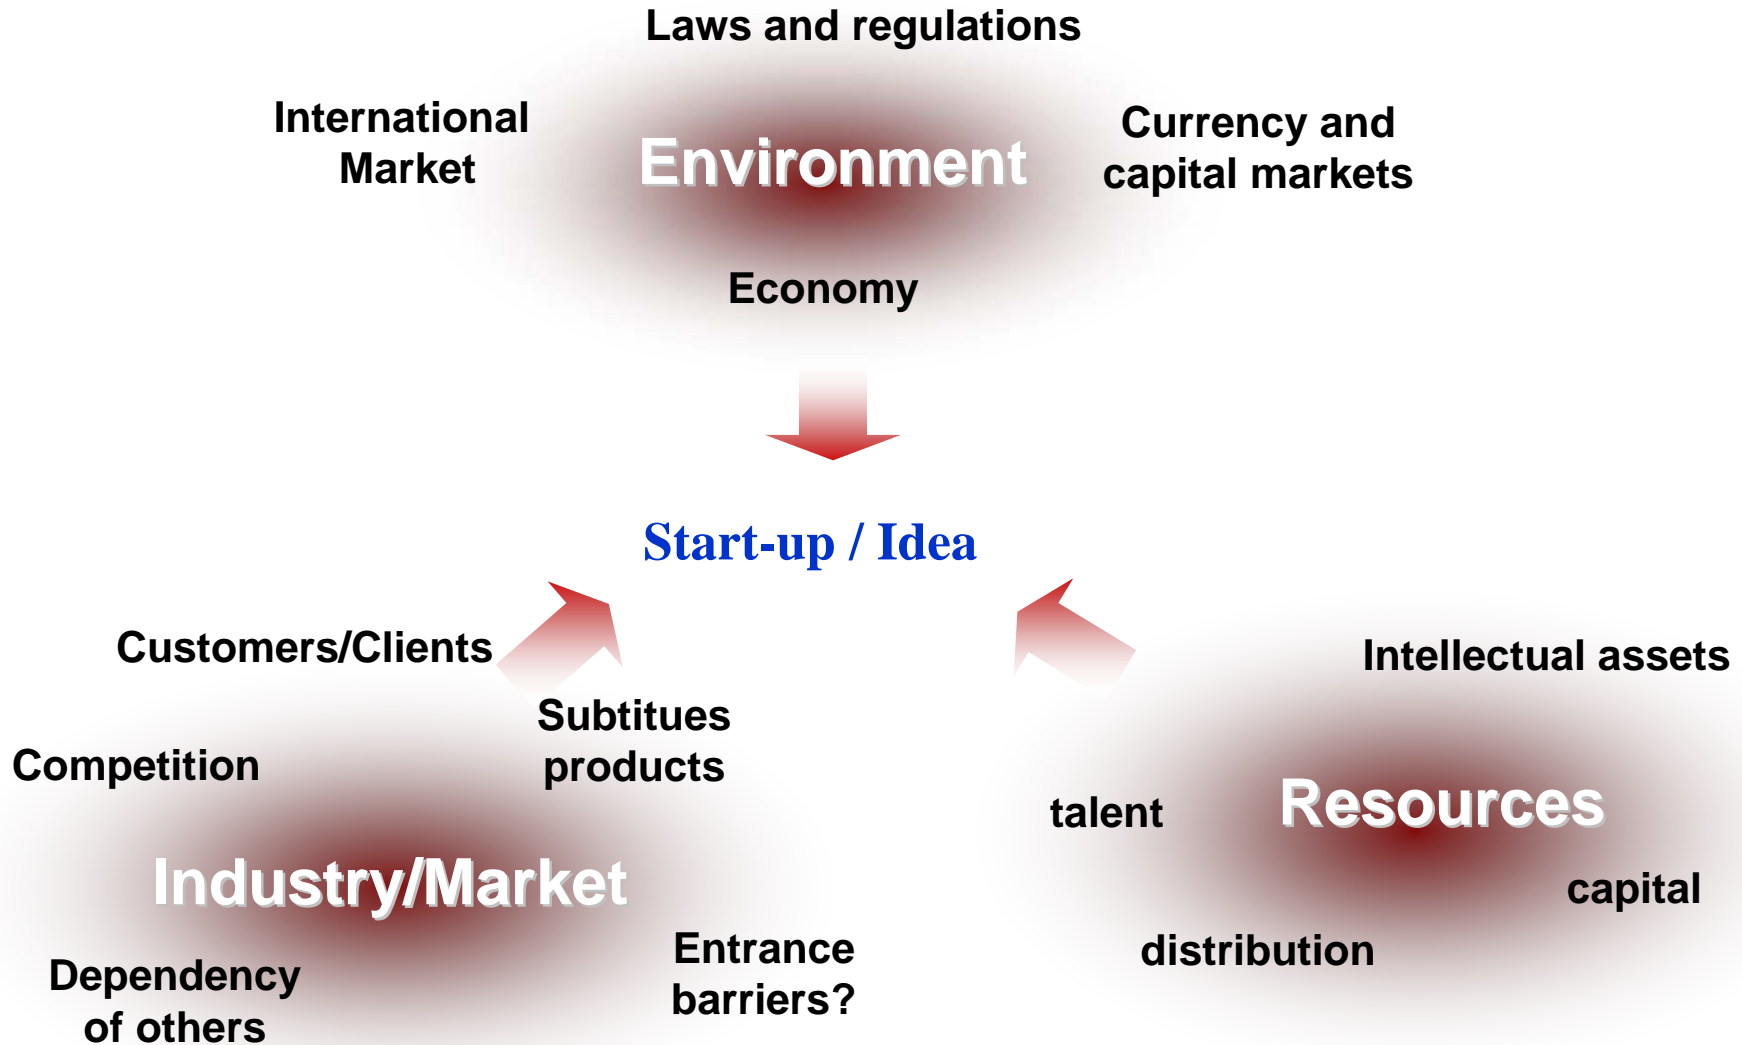 Laws and regulations
International
Market
Environment
Currency and
capital markets
Economy
Start-up / Idea
Customers/Clients
Subtitues
products
Competition
Industry/Market
Dependency
of others
Entrance
barriers?
Intellectual assets
talent
Resources
capital
distribution